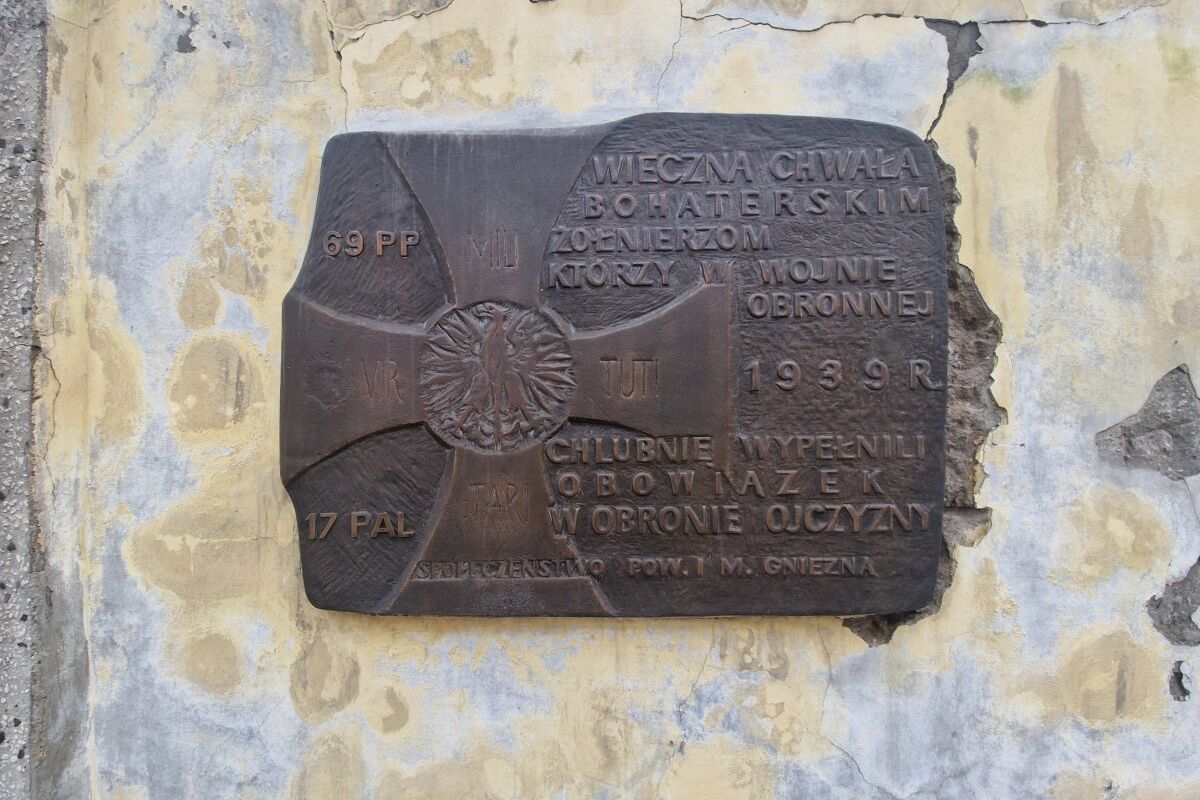 WIECZNA CHWAŁA
BOHATERSKIM
ŻOŁNIERZOM
KTÓRZY W WOJNIE
OBRONNEJ
1939 R.
CHLUBNIE WYPEŁNILI
OBOWIĄZEK
W OBRONIE OJCZYZNY
SPOŁECZEŃSTWO POW. I M. GNIEZNA
69 PP
MILI
VIR
TUTI
TARI
17 PAL